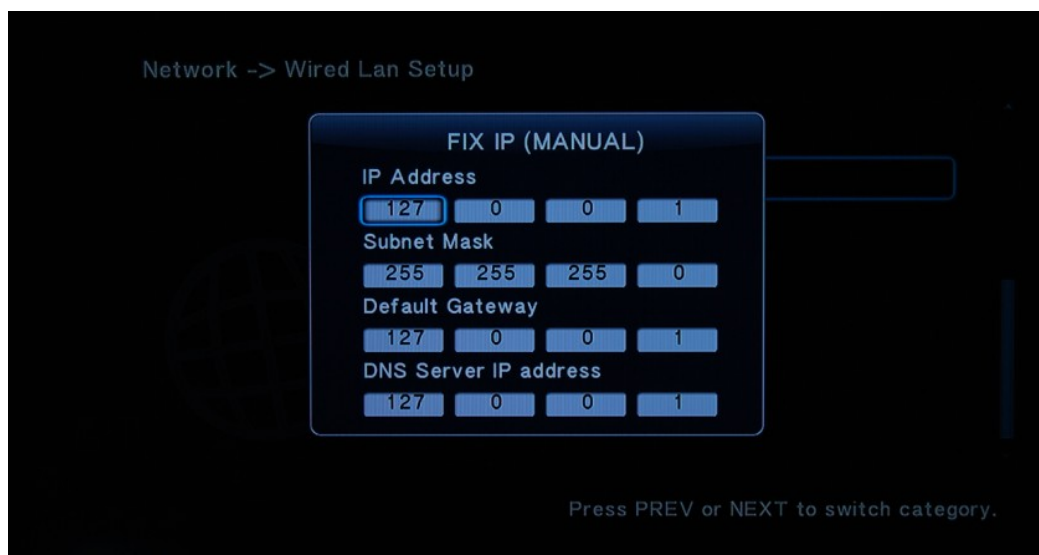 Network -> Wired Lan Setup
FIX IP (MANUAL)
IP Address
127 0 0 1
Subnet Mask
255 255 255 0
Default Gateway
127 0 0 1
DNS Server IP address
127 0 0 1
Press PREV or NEXT to switch category.